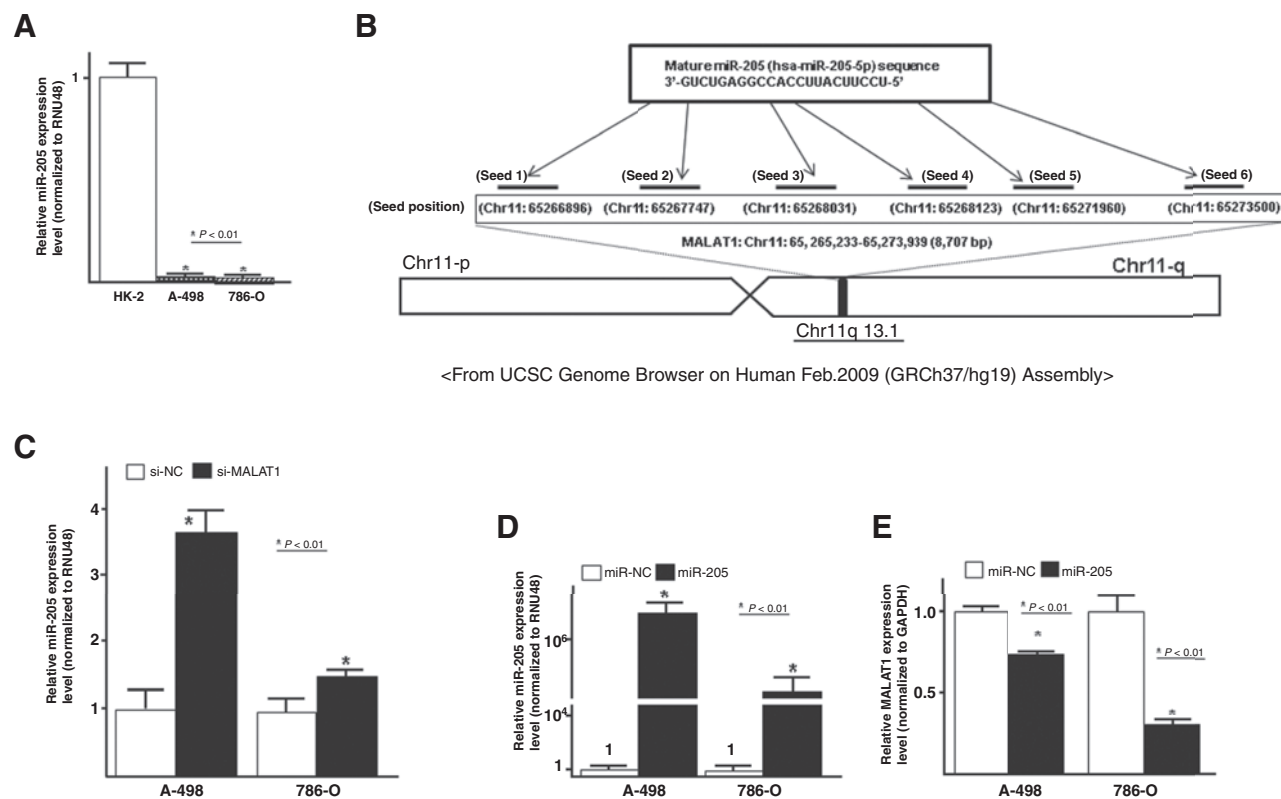 A
Relative miR-205 expression
level (normalized to RNU48)
1
* P < 0.01
*
*
HK-2
A-498
786-O
B
Mature miR-205 (hsa-miR-205-5p) sequence
3'-GUCUGAGGCCACCUUACUUCCU-5'
(Seed 1)
(Seed 2)
(Seed 3)
(Seed 4)
(Seed 5)
(Seed 6)
(Seed position)
(Chr11: 65266896)
(Chr11: 65267747)
(Chr11: 65268031)
(Chr11: 65268123)
(Chr11: 65271960)
(Chr11: 65273500)
MALAT1: Chr11: 65, 265,233-65,273,939 (8,707 bp)
Chr11-p
Chr11-q
Chr11q 13.1
<From UCSC Genome Browser on Human Feb.2009 (GRCh37/hg19) Assembly>
C
si-NC
si-MALAT1
Relative miR-205 expression
level (normalized to RNU48)
4
3
2
1
*
* P < 0.01
*
A-498
786-O
D
miR-NC
miR-205
Relative miR-205 expression
level (normalized to RNU48)
10⁶
10⁴
1
*
* P < 0.01
*
1
1
A-498
786-O
E
miR-NC
miR-205
Relative MALAT1 expression
level (normalized to GAPDH)
1.0
0.5
* P < 0.01
*
* P < 0.01
*
A-498
786-O